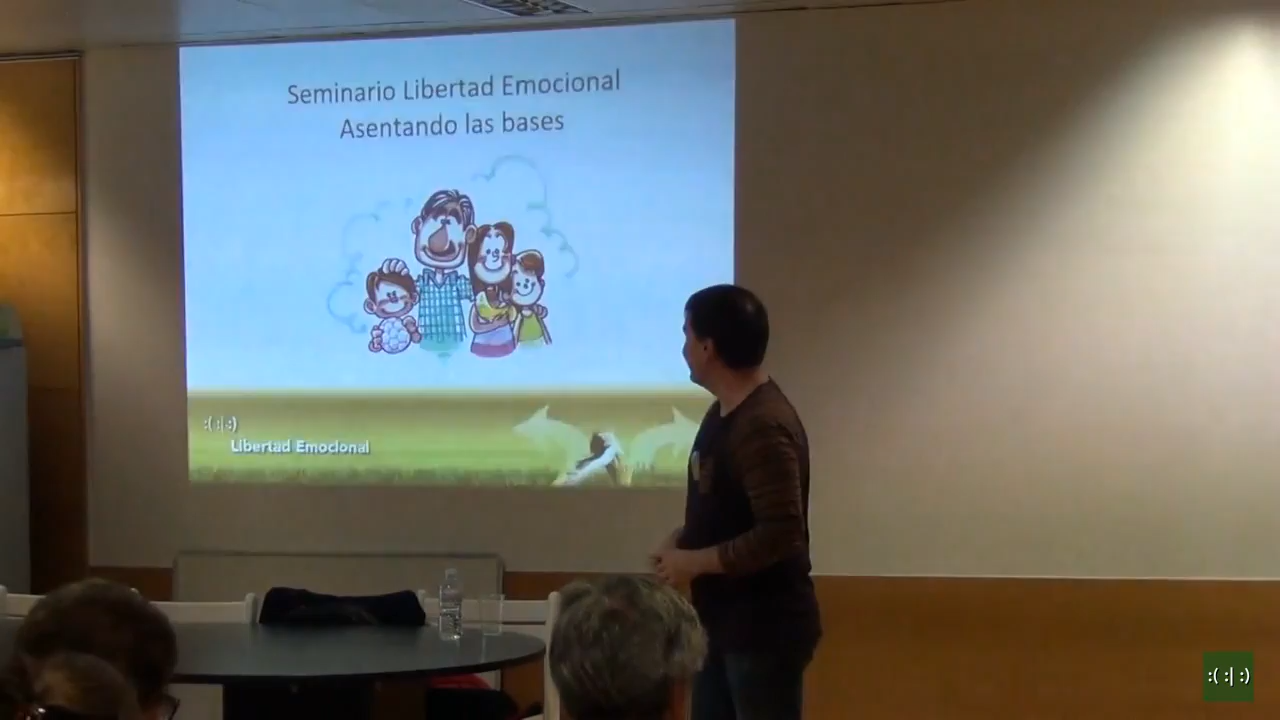 Seminario Libertad Emocional
Asentando las bases
:( :| :)
Libertad Emocional
:( :| :)